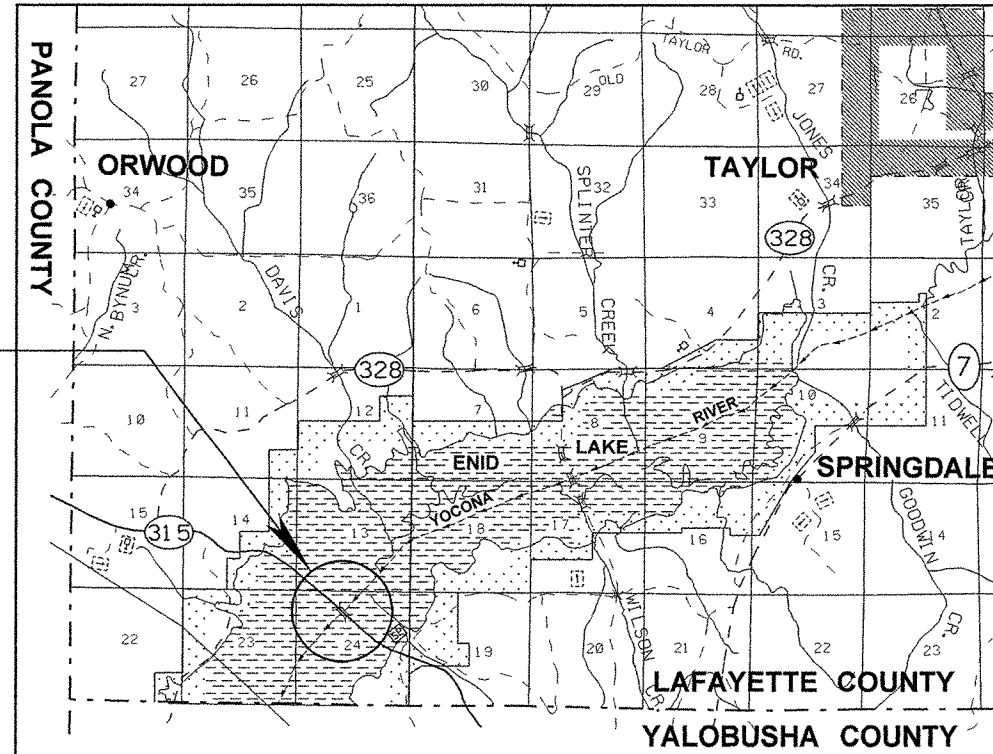 TAYLOR RD.
27 26 25 30 29 OLD 28 27 26
JONES
PANOLA COUNTY
ORWOOD
TAYLOR
34 35 36 31 32 33 34 35
SPLINTER
TAYLOR
328
N. BYNUM CR.
DAVIS
CR.
3 2 1 6 5 4 3 2
CREEK
328
7
TIDWELL
10 11 12 7 8 9 10 11
RIVER
CR.
ENID LAKE
SPRINGDALE
YOCONA
GOODWIN
15 14 13 18 17 16 15 14
315
22 23 24 19 20 21 22 23
WILSON
CR.
CR.
LAFAYETTE COUNTY
YALOBUSHA COUNTY